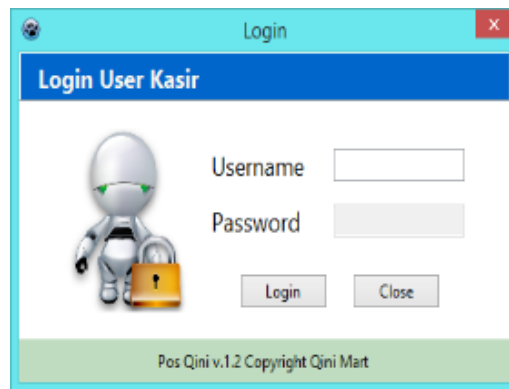 Login
Login User Kasir
Username
Password
Login Close
Pos Qini v.1.2 Copyright Qini Mart